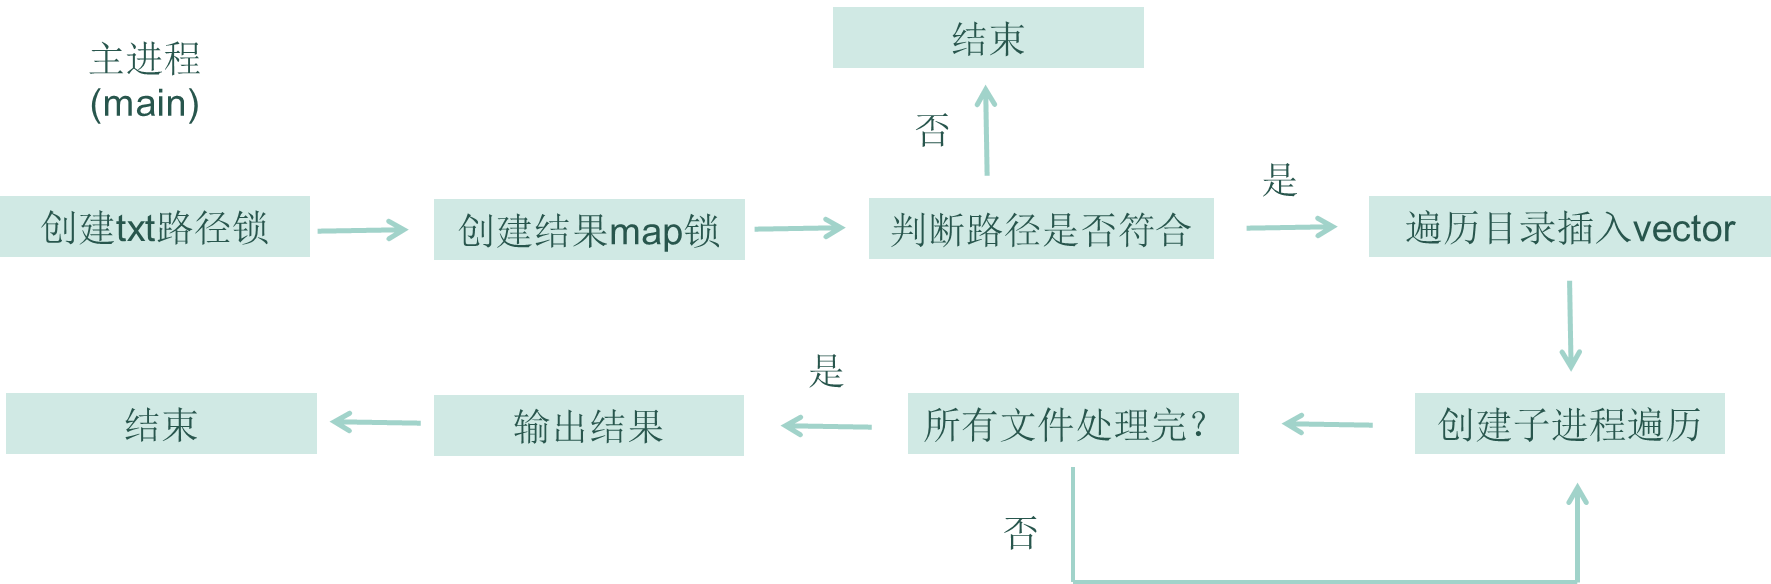 主进程
(main)
结束
否
是
创建txt路径锁
创建结果map锁
判断路径是否符合
遍历目录插入vector
是
结束
输出结果
所有文件处理完?
创建子进程遍历
否